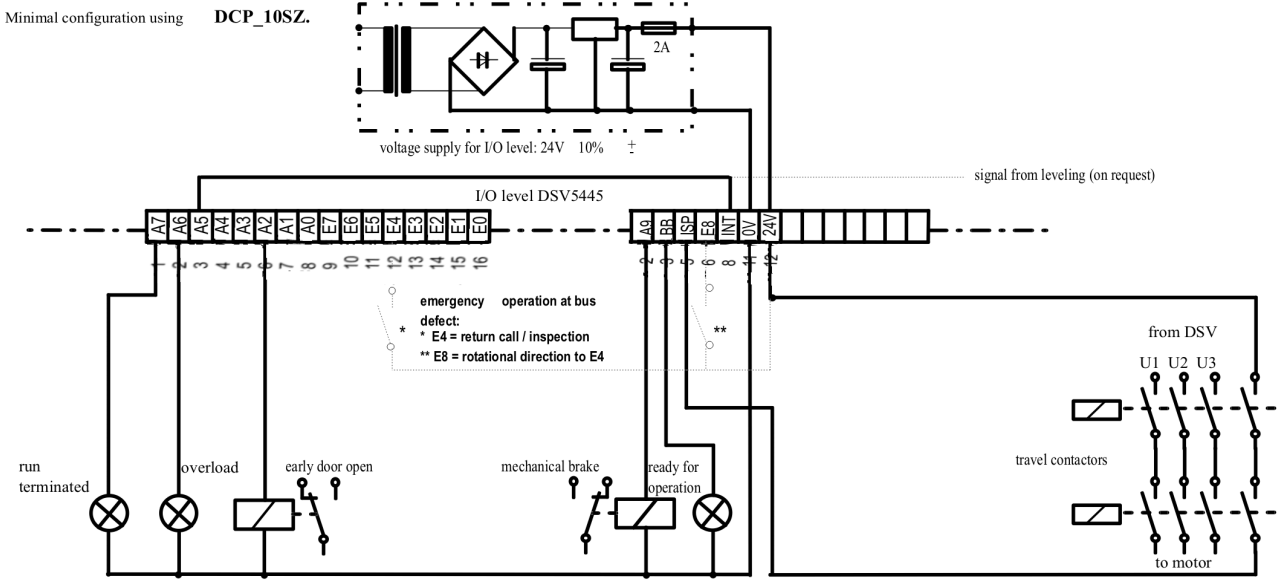 Minimal configuration using DCP_10SZ.
2A
voltage supply for I/O level: 24V 10% ±
signal from leveling (on request)
I/O level DSV5445
A7 A6 A5 A4 A3 A2 A1 A0 E7 E6 E5 E4 E3 E2 E1 E0
A9 BB ISP E8 INT 0V 24V
1 2 3 4 5 6 7 8 9 10 11 12 13 14 15 16
2 3 5 6 8 11 12
emergency operation at bus
defect:
* E4 = return call / inspection
** E8 = rotational direction to E4
*
**
from DSV
U1 U2 U3
travel contactors
to motor
run
terminated
overload
early door open
mechanical brake
ready for
operation